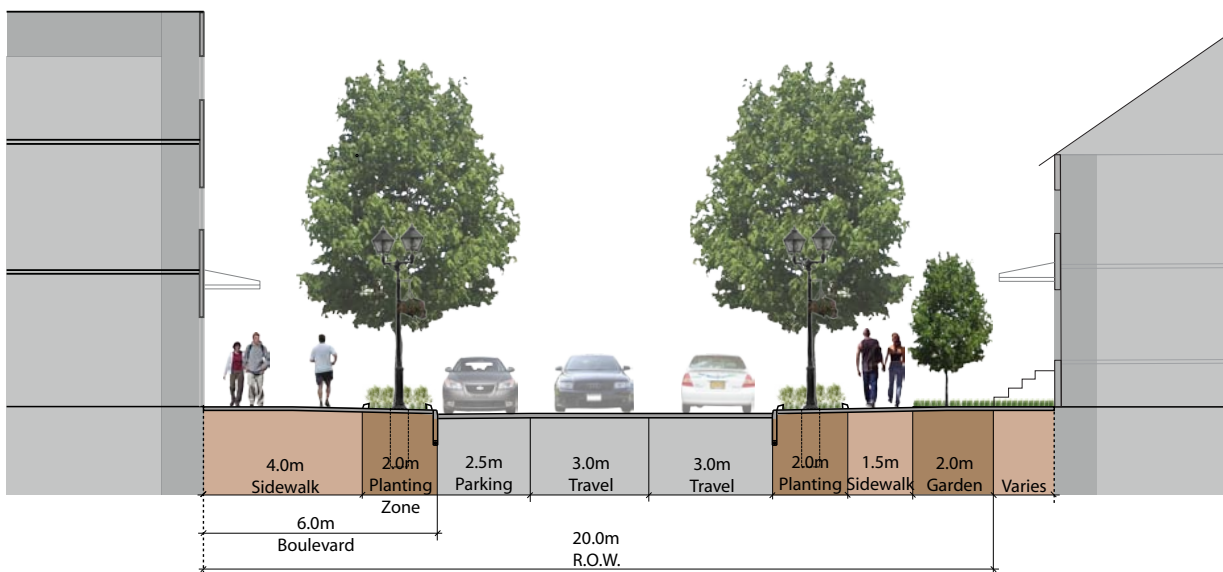 4.0m
Sidewalk
2.0m
Planting
Zone
2.5m
Parking
3.0m
Travel
3.0m
Travel
2.0m
Planting
1.5m
Sidewalk
2.0m
Garden
Varies
6.0m
Boulevard
20.0m
R.O.W.